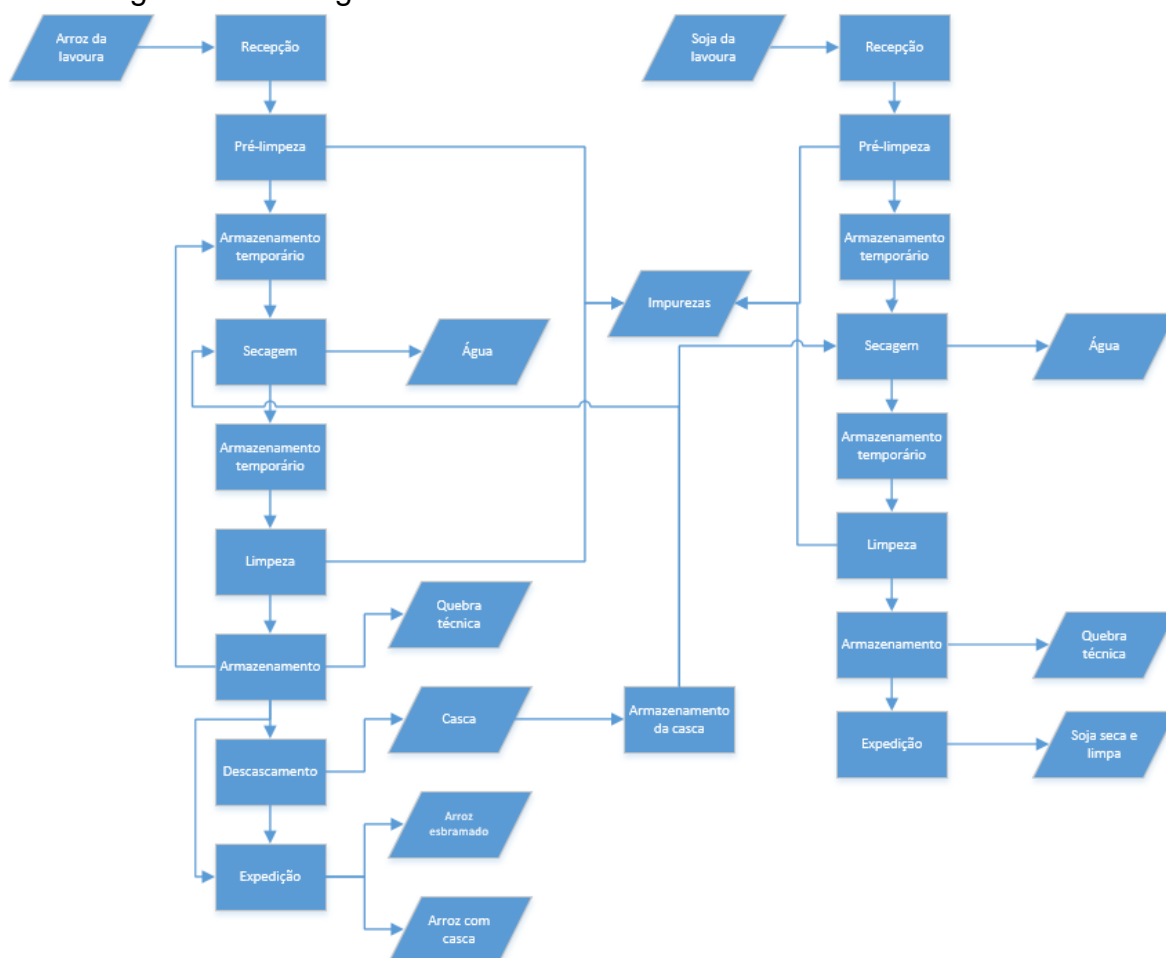 Arroz da
lavoura
Recepção
Soja da
lavoura
Recepção
Pré-limpeza
Pré-limpeza
Armazenamento
temporário
Armazenamento
temporário
Impurezas
Secagem
Água
Secagem
Água
Armazenamento
temporário
Armazenamento
temporário
Limpeza
Limpeza
Quebra
técnica
Armazenamento
Armazenamento
Quebra
técnica
Casca
Armazenamento
da casca
Descascamento
Expedição
Soja seca e
limpa
Arroz
esbramado
Expedição
Arroz com
casca